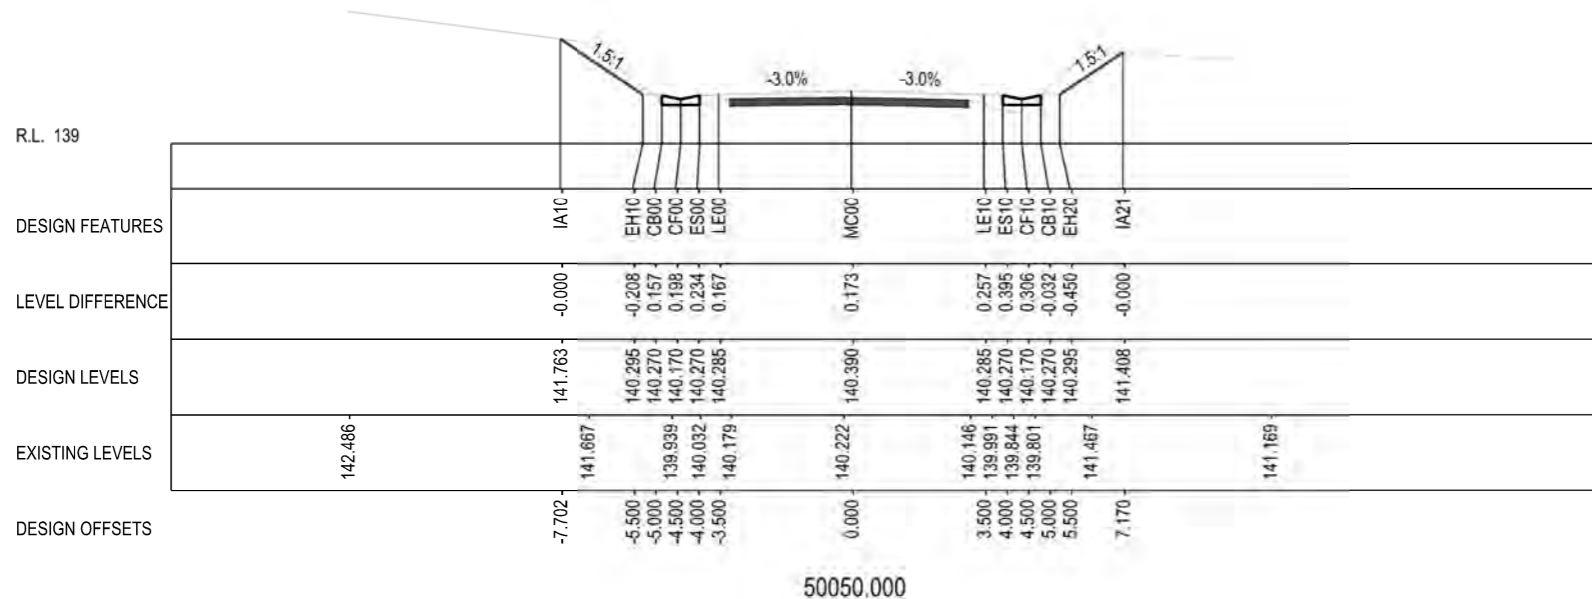 1.5:1 -3.0% -3.0% 1.5:1
R.L. 139
DESIGN FEATURES IA10 EH10 CB00 CF00 ES00 LE00 MC00 LE10 ES10 CF10 CB10 EH20 IA21
LEVEL DIFFERENCE -0.000 -0.208 0.157 0.198 0.234 0.167 0.173 0.257 0.395 0.306 -0.032 -0.450 -0.000
DESIGN LEVELS 141.763 140.295 140.270 140.170 140.270 140.285 140.390 140.285 140.270 140.170 140.270 140.295 141.408
EXISTING LEVELS 142.486 141.667 139.939 140.032 140.179 140.222 140.146 139.991 139.844 139.801 141.467 141.169
DESIGN OFFSETS -7.702 -5.500 -5.000 -4.500 -4.000 -3.500 0.000 3.500 4.000 4.500 5.000 5.500 7.170
50050.000